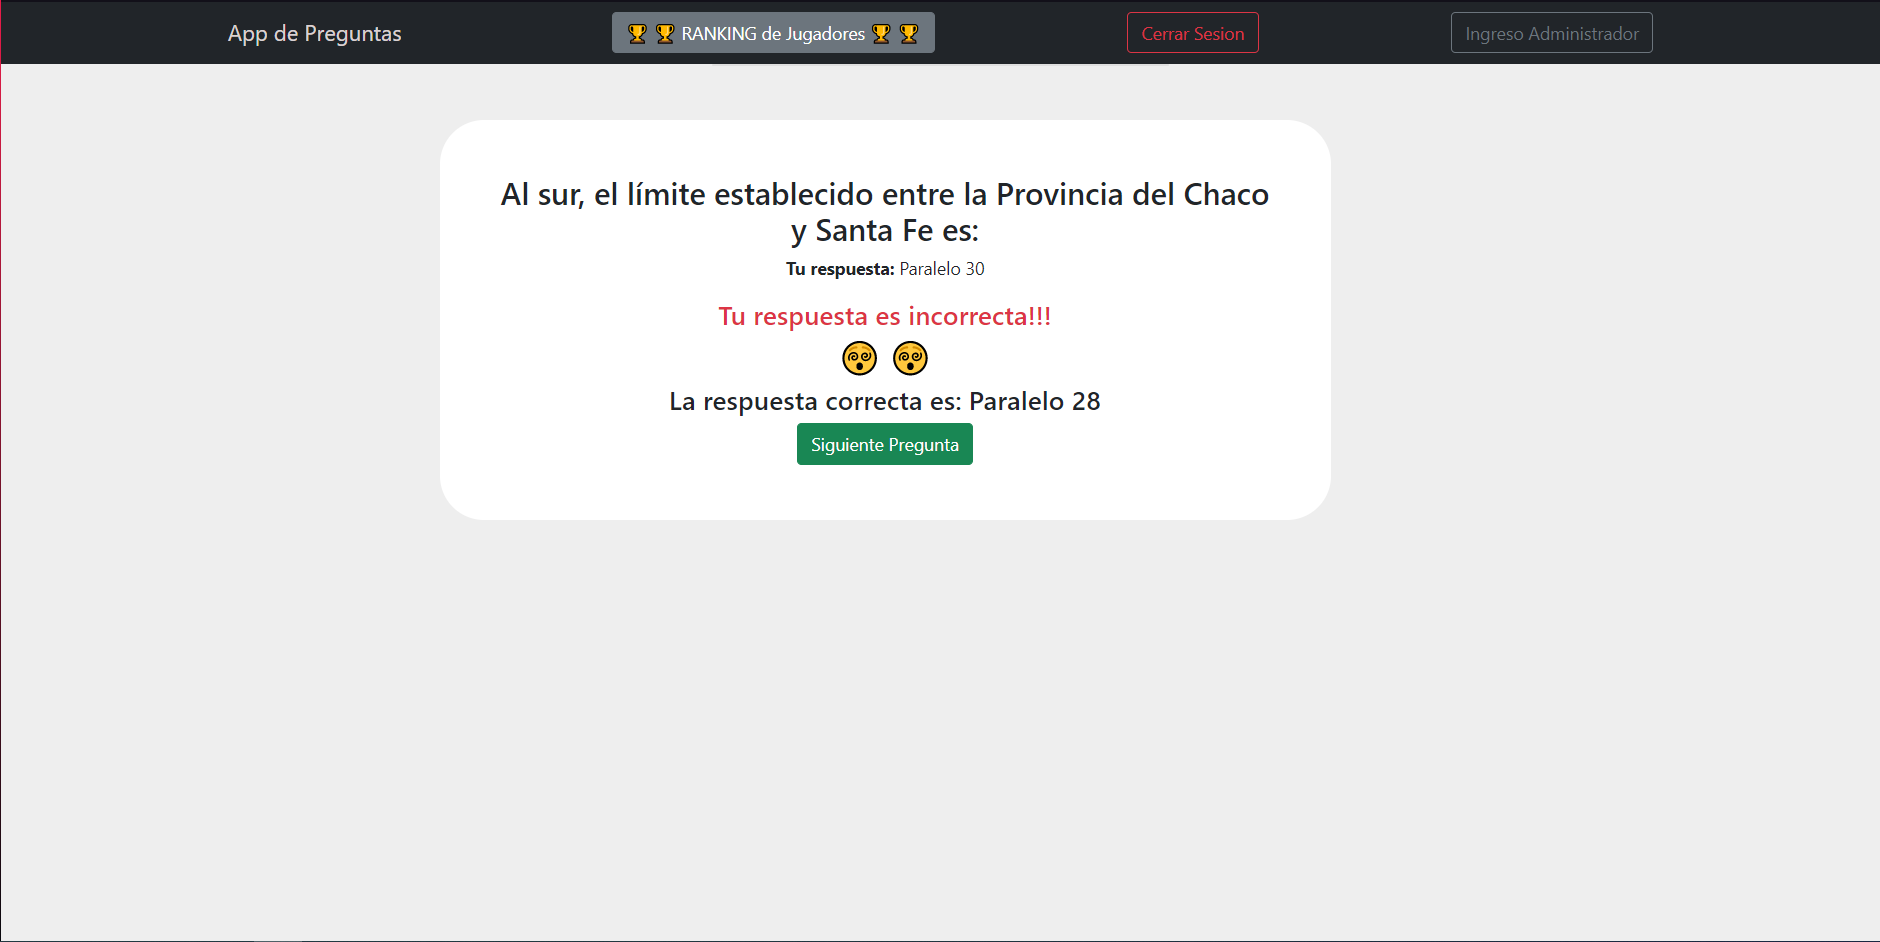 App de Preguntas
🏆 🏆 RANKING de Jugadores 🏆 🏆
Cerrar Sesion
Ingreso Administrador
Al sur, el límite establecido entre la Provincia del Chaco
y Santa Fe es:
Tu respuesta: Paralelo 30
Tu respuesta es incorrecta!!!
😵‍💫 😵‍💫
La respuesta correcta es: Paralelo 28
Siguiente Pregunta